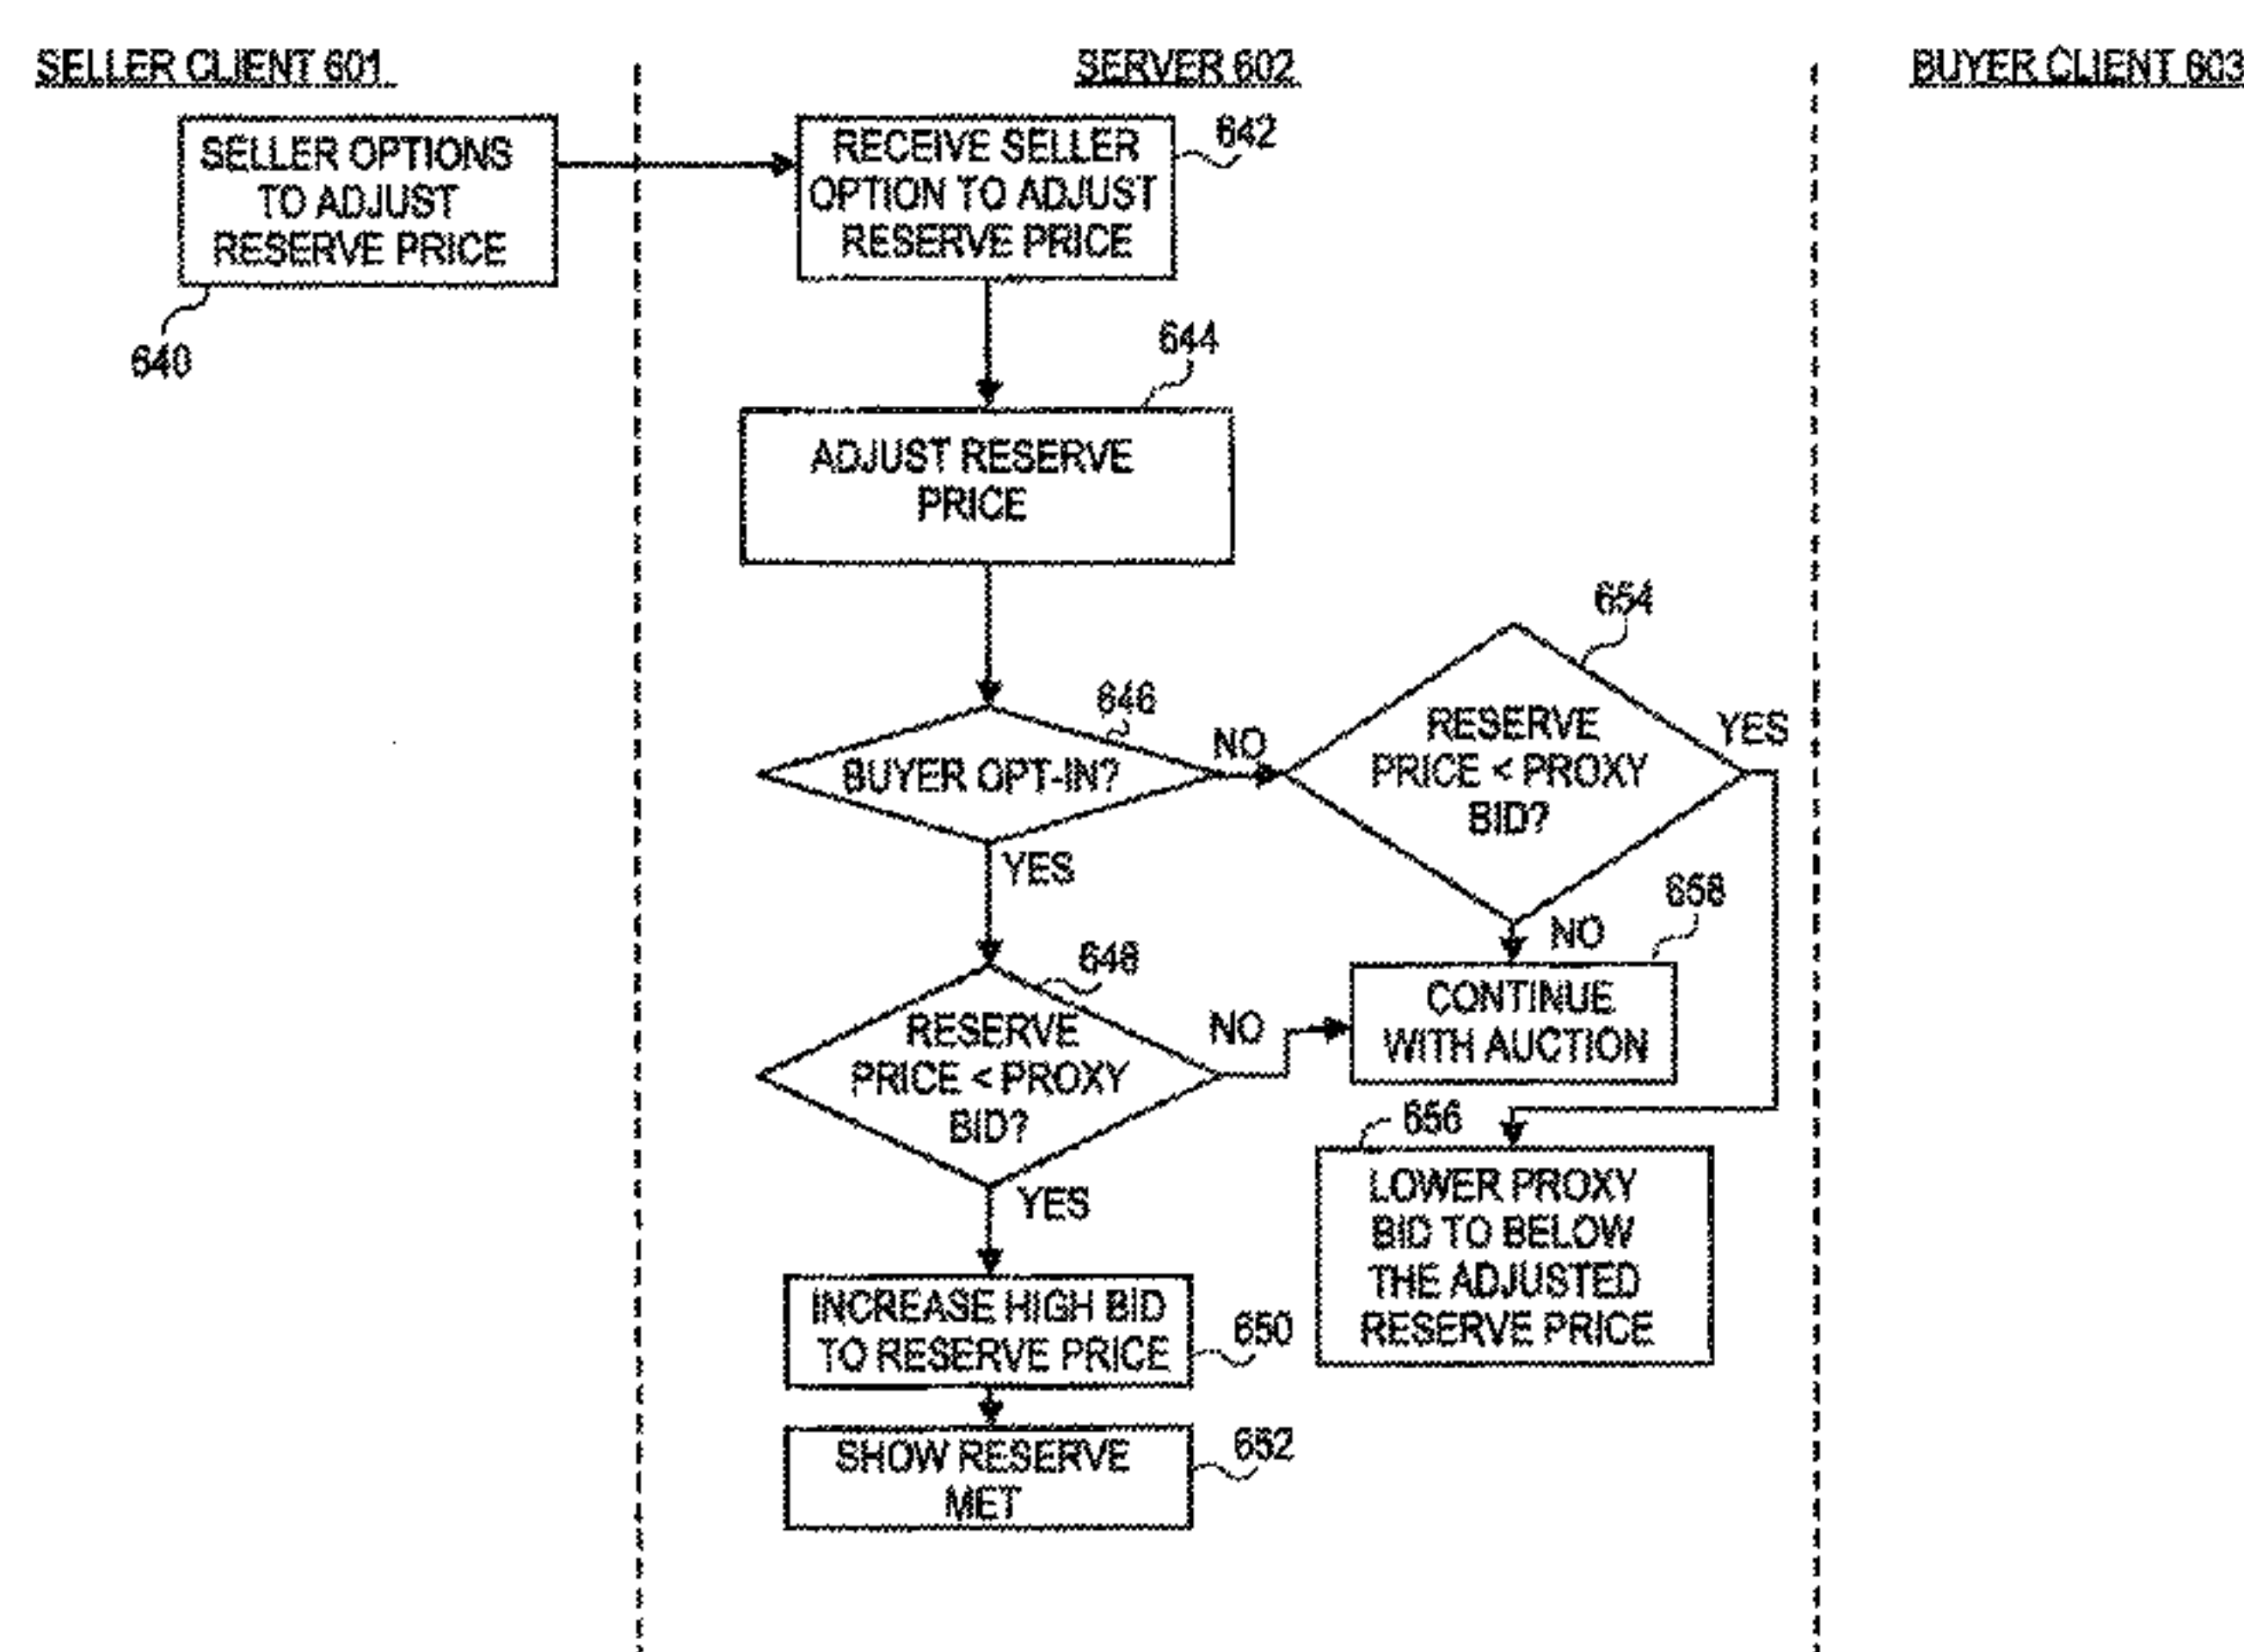 SELLER CLIENT 601
SERVER 602
BUYER CLIENT 603
SELLER OPTIONS
TO ADJUST
RESERVE PRICE
640
RECEIVE SELLER
OPTION TO ADJUST
RESERVE PRICE
642
644
ADJUST RESERVE
PRICE
646
BUYER OPT-IN?
NO
YES
654
RESERVE
PRICE < PROXY
BID?
YES
NO
658
CONTINUE
WITH AUCTION
648
RESERVE
PRICE < PROXY
BID?
NO
YES
656
LOWER PROXY
BID TO BELOW
THE ADJUSTED
RESERVE PRICE
INCREASE HIGH BID
TO RESERVE PRICE
650
SHOW RESERVE
MET
652